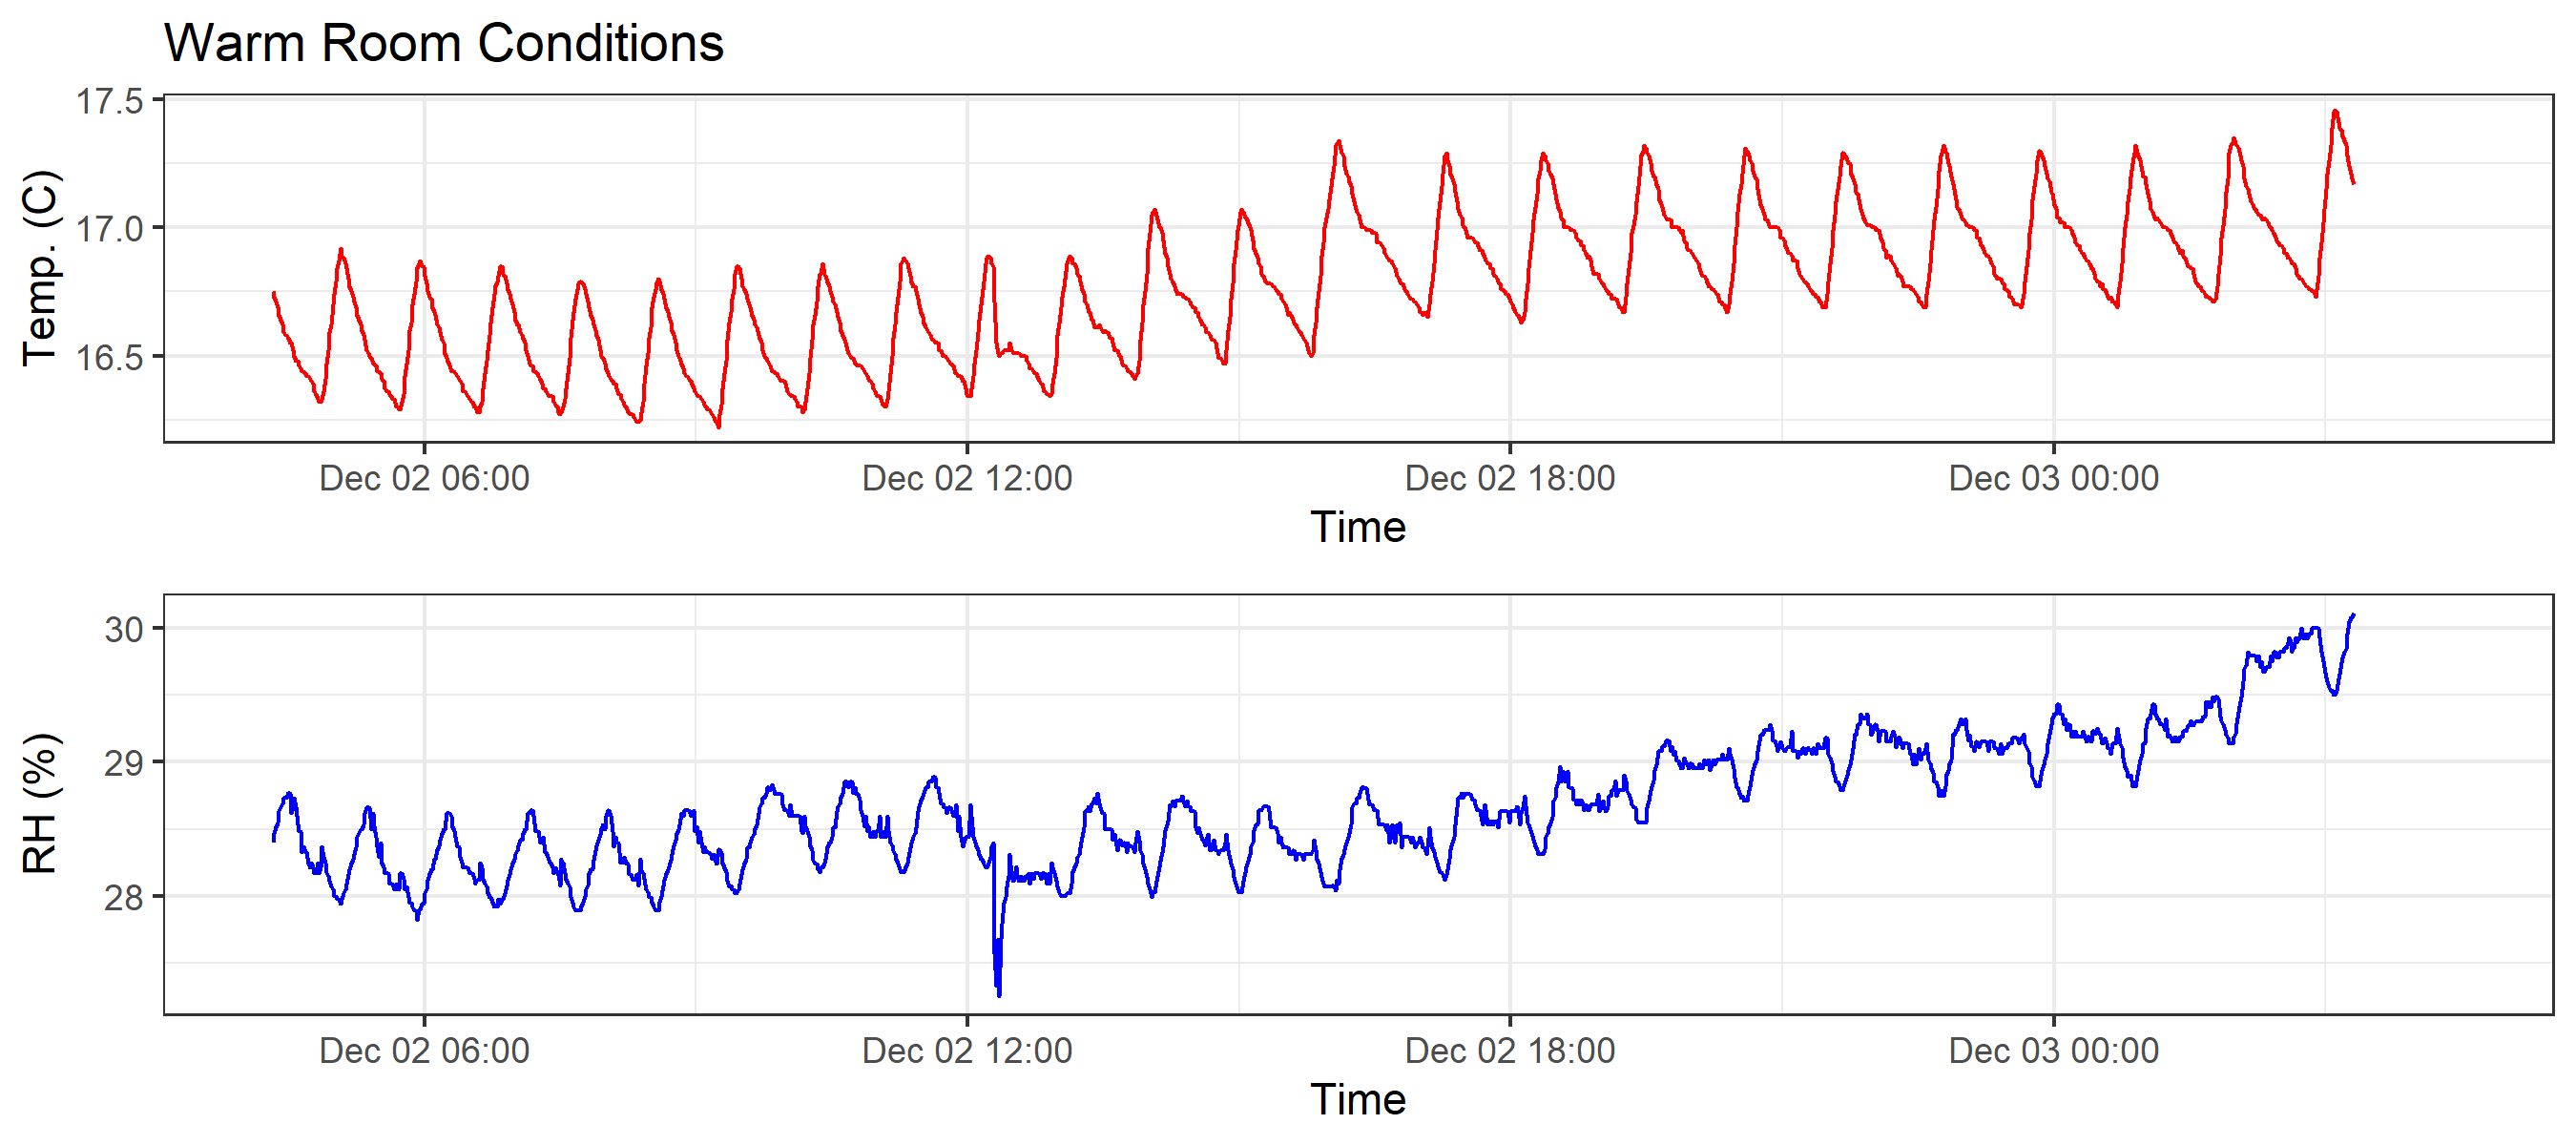 Warm Room Conditions
17.5
17.0
16.5
Temp. (C)
Dec 02 06:00 Dec 02 12:00 Dec 02 18:00 Dec 03 00:00
Time
30
29
28
RH (%)
Dec 02 06:00 Dec 02 12:00 Dec 02 18:00 Dec 03 00:00
Time